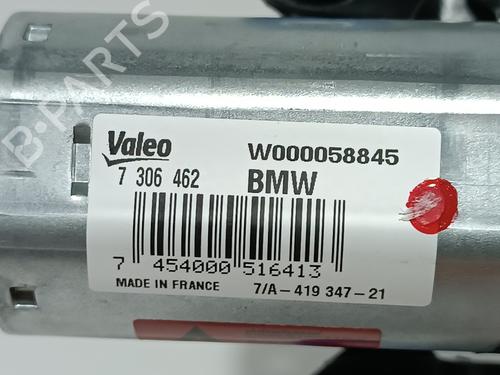 B-PARTS
Valeo W000058845
7 306 462 BMW
7 454000 516413
MADE IN FRANCE 7/A-419 347-21